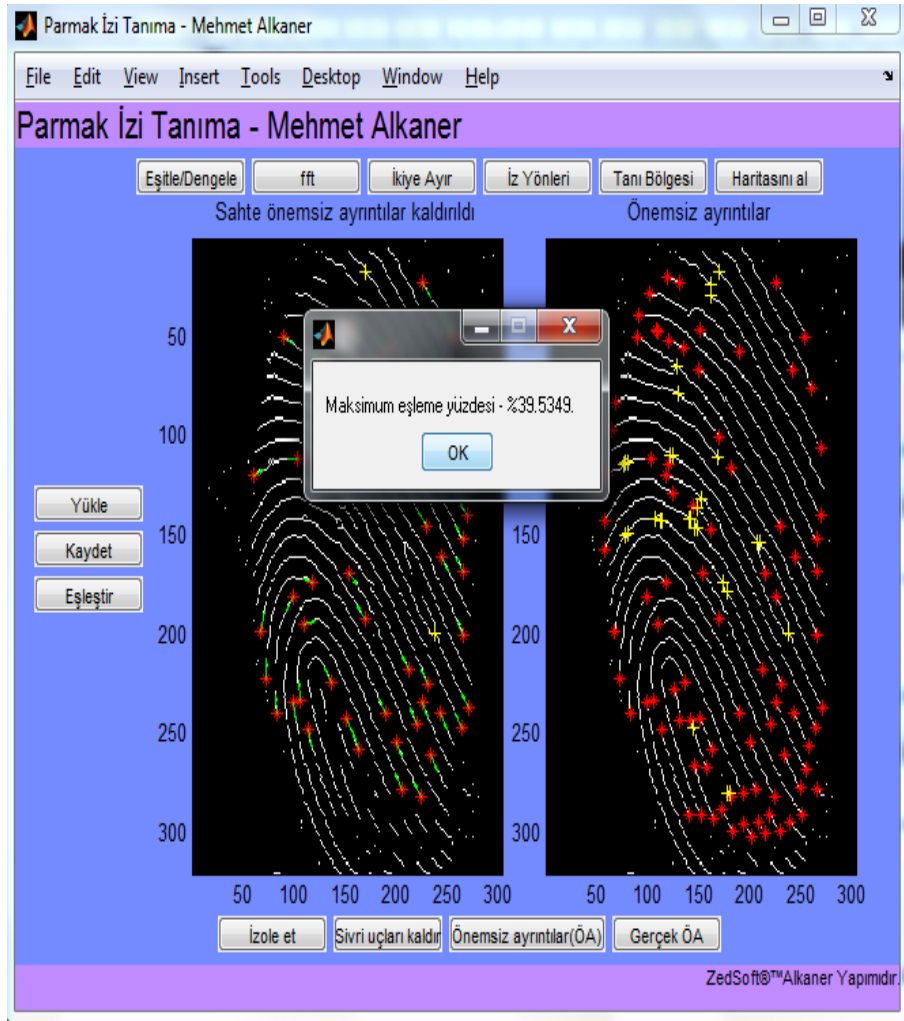 Parmak İzi Tanıma - Mehmet Alkaner
File Edit View Insert Tools Desktop Window Help
Parmak İzi Tanıma - Mehmet Alkaner
Eşitle/Dengele fft İkiye Ayır İz Yönleri Tanı Bölgesi Haritasını al
Sahte önemsiz ayrıntılar kaldırıldı
Önemsiz ayrıntılar
50
100
150
200
250
300
50 100 150 200 250 300
Maksimum eşleme yüzdesi - %39.5349.
OK
150
200
250
300
50 100 150 200 250 300
Yükle
Kaydet
Eşleştir
İzole et Sivri uçları kaldır Önemsiz ayrıntılar(ÖA) Gerçek ÖA
ZedSoft®™Alkaner Yapımıdır.